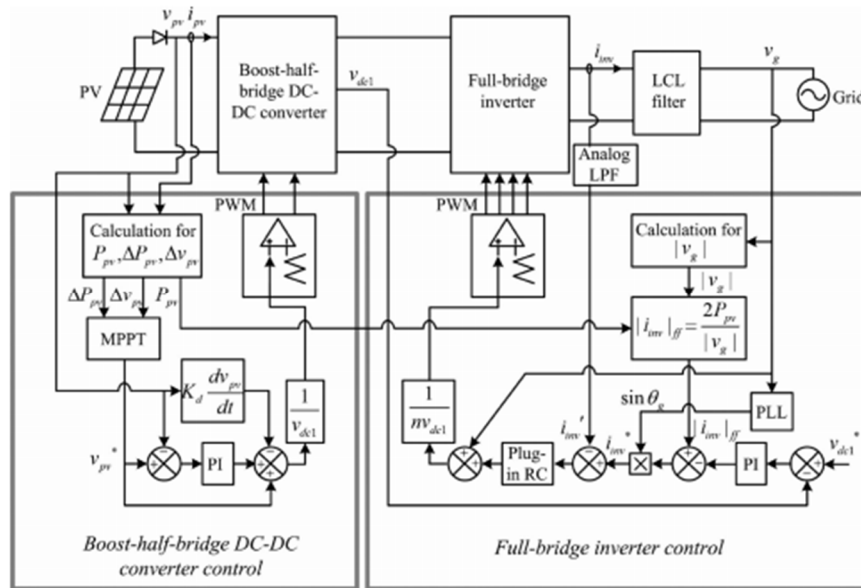 v_pv i_pv
PV
Boost-half-
bridge DC-
DC converter
v_dc1
Full-bridge
inverter
i_inv
LCL
filter
v_g
Grid
Analog
LPF
PWM
PWM
Calculation for
P_pv, ΔP_pv, Δv_pv
ΔP_pv Δv_pv P_pv
MPPT
Calculation for
|v_g|
|v_g|
|i_inv|_ff = 2P_pv / |v_g|
K_d dv_pv / dt
1 / v_dc1
1 / nv_dc1
sin θ_g
PLL
v_pv*
PI
Plug-
in RC
i_inv'
i_inv*
|i_inv|_ff
PI
v_dc1*
Boost-half-bridge DC-DC
converter control
Full-bridge inverter control